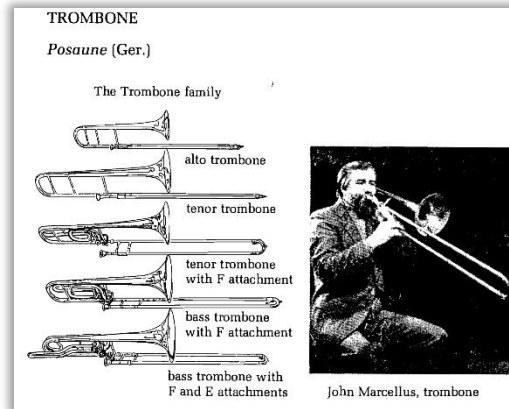 TROMBONE
Posaune (Ger.)
The Trombone family
alto trombone
tenor trombone
tenor trombone
with F attachment
bass trombone
with F attachment
bass trombone with
F and E attachments
John Marcellus, trombone